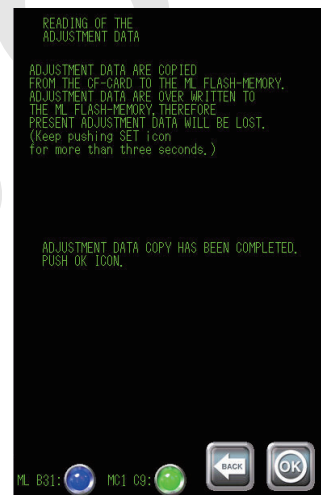 READING OF THE
ADJUSTMENT DATA
ADJUSTMENT DATA ARE COPIED
FROM THE CF-CARD TO THE ML FLASH-MEMORY.
ADJUSTMENT DATA ARE OVER WRITTEN TO
THE ML FLASH-MEMORY.THEREFORE
PRESENT ADJUSTMENT DATA WILL BE LOST.
(Keep pushing SET icon
for more than three seconds.)
ADJUSTMENT DATA COPY HAS BEEN COMPLETED.
PUSH OK ICON.
ML B31: MC1 C9: BACK OK